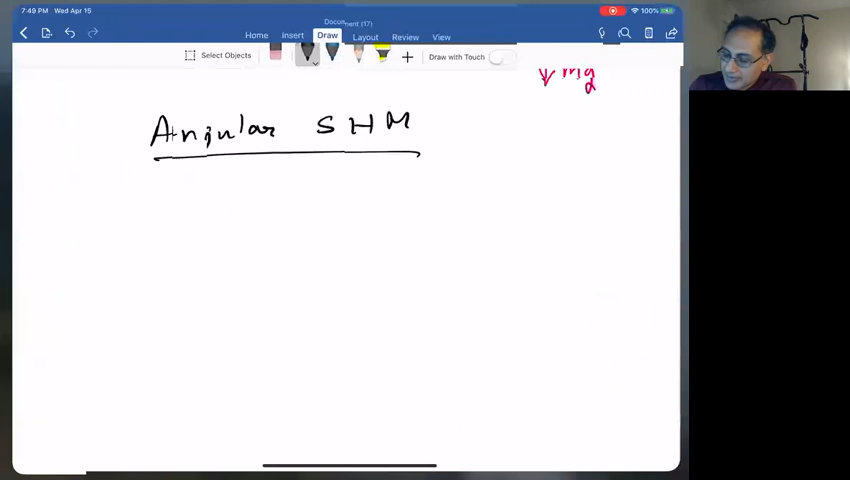 7:49 PM Wed Apr 15
100%
Document (17)
Home Insert Draw Layout Review View
Select Objects
Draw with Touch
mg
Angular SHM